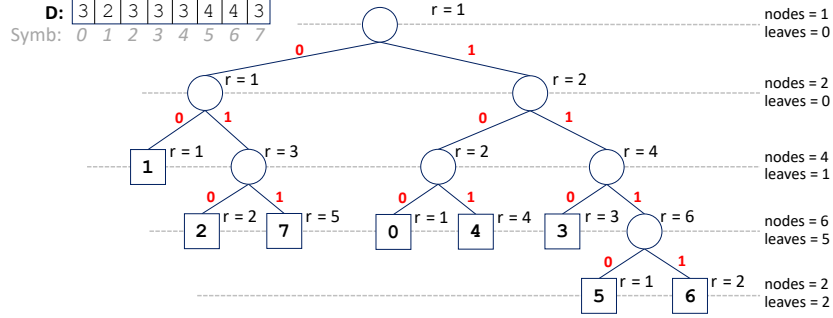 D: 3 2 3 3 3 4 4 3
Symb: 0 1 2 3 4 5 6 7
r = 1
nodes = 1
leaves = 0
0 1
r = 1 r = 2
nodes = 2
leaves = 0
0 1 0 1
1 r = 1 r = 3 r = 2 r = 4
nodes = 4
leaves = 1
0 1 0 1 0 1
2 r = 2 7 r = 5 0 r = 1 4 r = 4 3 r = 3 r = 6
nodes = 6
leaves = 5
0 1
5 r = 1 6 r = 2
nodes = 2
leaves = 2